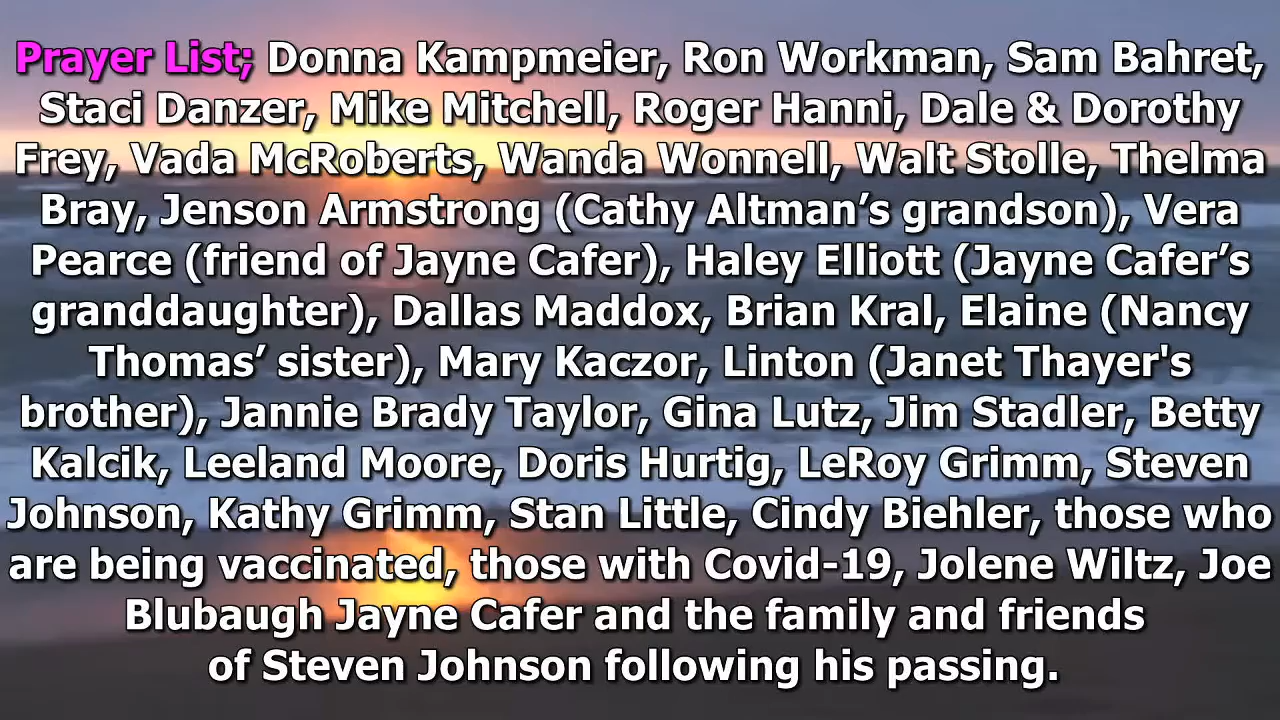 Prayer List; Donna Kampmeier, Ron Workman, Sam Bahret,
Staci Danzer, Mike Mitchell, Roger Hanni, Dale & Dorothy
Frey, Vada McRoberts, Wanda Wonnell, Walt Stolle, Thelma
Bray, Jenson Armstrong (Cathy Altman’s grandson), Vera
Pearce (friend of Jayne Cafer), Haley Elliott (Jayne Cafer’s
granddaughter), Dallas Maddox, Brian Kral, Elaine (Nancy
Thomas’ sister), Mary Kaczor, Linton (Janet Thayer's
brother), Jannie Brady Taylor, Gina Lutz, Jim Stadler, Betty
Kalcik, Leeland Moore, Doris Hurtig, LeRoy Grimm, Steven
Johnson, Kathy Grimm, Stan Little, Cindy Biehler, those who
are being vaccinated, those with Covid-19, Jolene Wiltz, Joe
Blubaugh Jayne Cafer and the family and friends
of Steven Johnson following his passing.